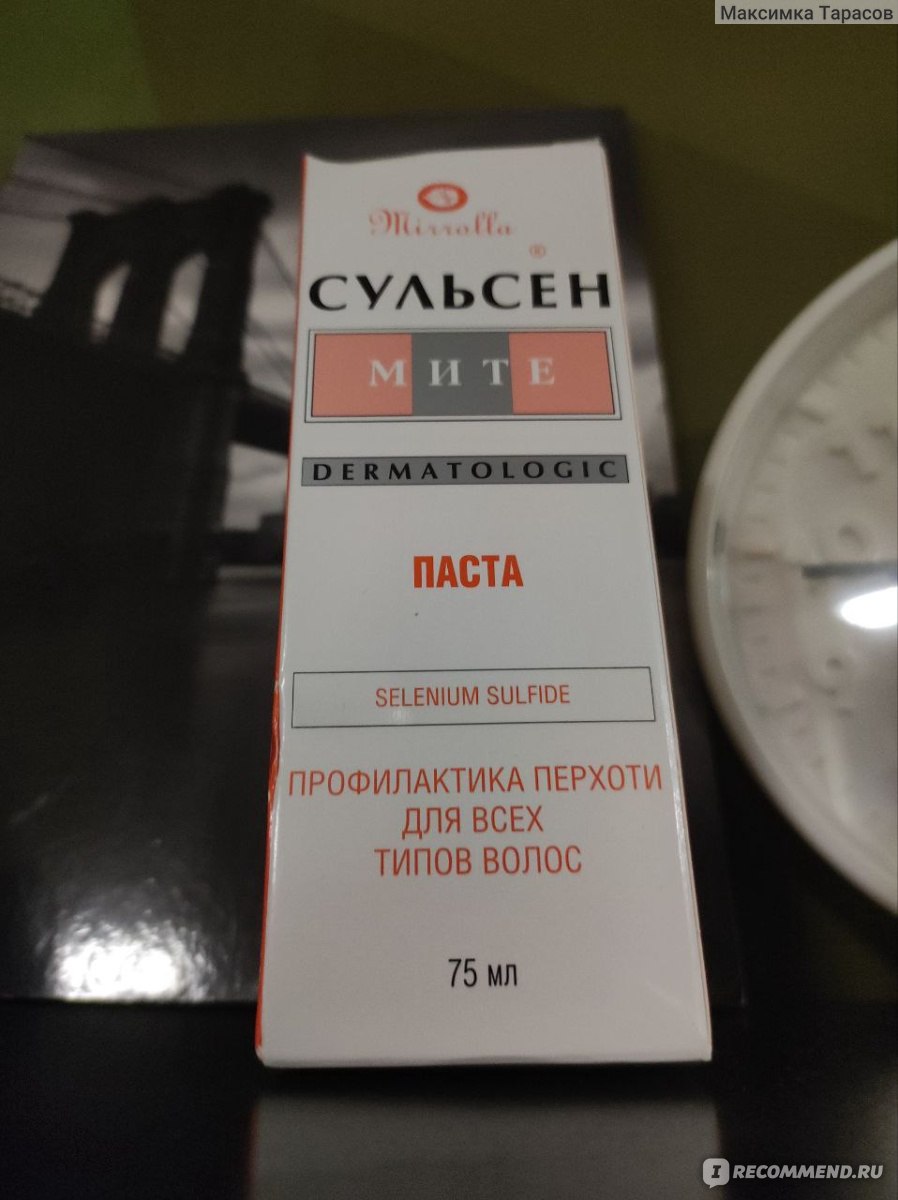 Максимка Тарасов
Mirrolla
®
СУЛЬСЕН
МИТЕ
DERMATOLOGIC
ПАСТА
SELENIUM SULFIDE
ПРОФИЛАКТИКА ПЕРХОТИ
ДЛЯ ВСЕХ
ТИПОВ ВОЛОС
75 мл
IRECOMMEND.RU